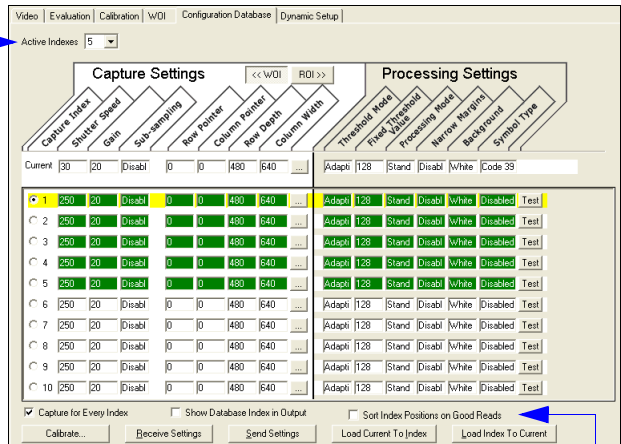 Video Evaluation Calibration WOI Configuration Database Dynamic Setup
Active Indexes 5
Capture Settings << WOI ROI >> Processing Settings
Capture Index Shutter Speed Gain Sub-sampling Row Pointer Column Pointer Row Depth Column Width Threshold Mode Fixed Threshold Value Processing Mode Narrow Margins Background Symbol Type
Current 30 20 Disabl 0 0 480 640 ... Adapti 128 Stand Disabl White Code 39
1 250 20 Disabl 0 0 480 640 ... Adapti 128 Stand Disabl White Disabled Test
2 250 20 Disabl 0 0 480 640 ... Adapti 128 Stand Disabl White Disabled Test
3 250 20 Disabl 0 0 480 640 ... Adapti 128 Stand Disabl White Disabled Test
4 250 20 Disabl 0 0 480 640 ... Adapti 128 Stand Disabl White Disabled Test
5 250 20 Disabl 0 0 480 640 ... Adapti 128 Stand Disabl White Disabled Test
6 250 20 Disabl 0 0 480 640 ... Adapti 128 Stand Disabl White Disabled Test
7 250 20 Disabl 0 0 480 640 ... Adapti 128 Stand Disabl White Disabled Test
8 250 20 Disabl 0 0 480 640 ... Adapti 128 Stand Disabl White Disabled Test
9 250 20 Disabl 0 0 480 640 ... Adapti 128 Stand Disabl White Disabled Test
10 250 20 Disabl 0 0 480 640 ... Adapti 128 Stand Disabl White Disabled Test
Capture for Every Index Show Database Index in Output Sort Index Positions on Good Reads
Calibrate... Receive Settings Send Settings Load Current To Index Load Index To Current